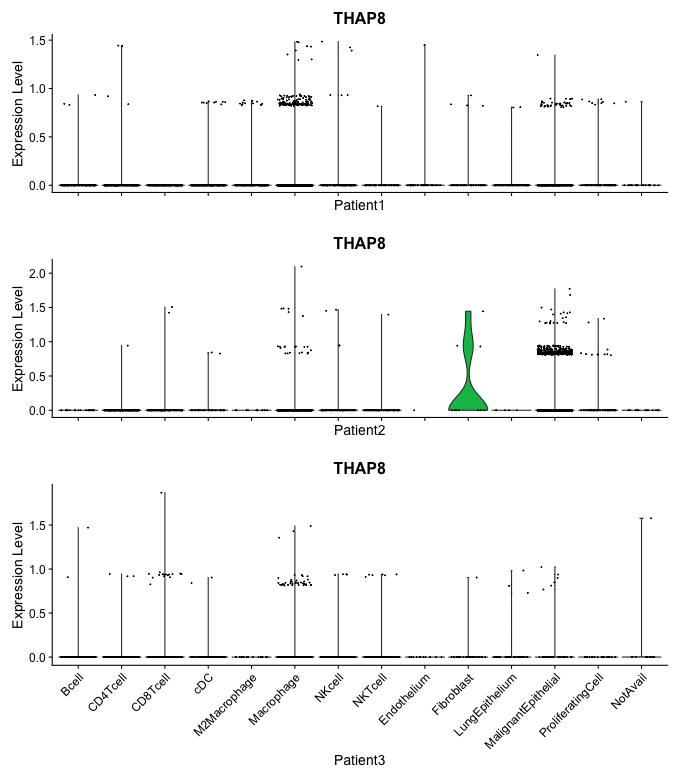 THAP8
Expression Level
1.5
1.0
0.5
0.0
Patient1
THAP8
Expression Level
2.0
1.5
1.0
0.5
0.0
Patient2
THAP8
Expression Level
1.5
1.0
0.5
0.0
Bcell
CD4Tcell
CD8Tcell
cDC
M2Macrophage
Macrophage
NKcell
NKTcell
Endothelium
Fibroblast
LungEpithelium
MalignantEpithelial
ProliferatingCell
NotAvail
Patient3